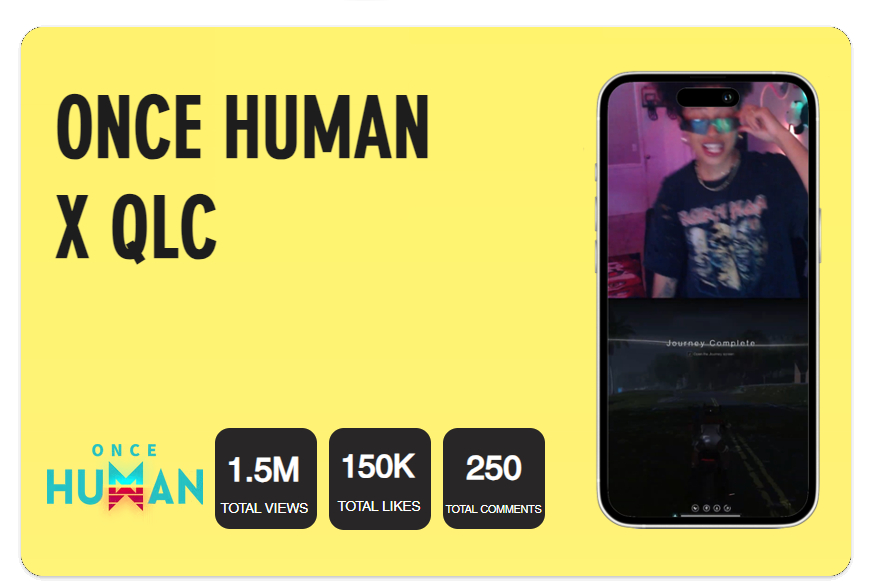 ONCE HUMAN
X QLC
ONCE
HUMAN
1.5M
TOTAL VIEWS
150K
TOTAL LIKES
250
TOTAL COMMENTS
Journey Complete